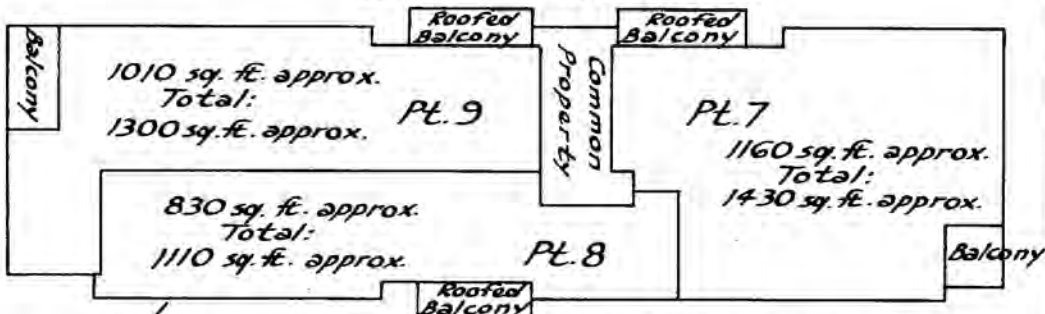 Roofed
Balcony
Roofed
Balcony
Balcony
Common
Property
1010 sq. ft. approx.
Total:
1300 sq. ft. approx.
Pt. 9
Pt. 7
1160 sq. ft. approx.
Total:
1430 sq. ft. approx.
830 sq. ft. approx.
Total:
1110 sq. ft. approx.
Pt. 8
Balcony
Roofed
Balcony